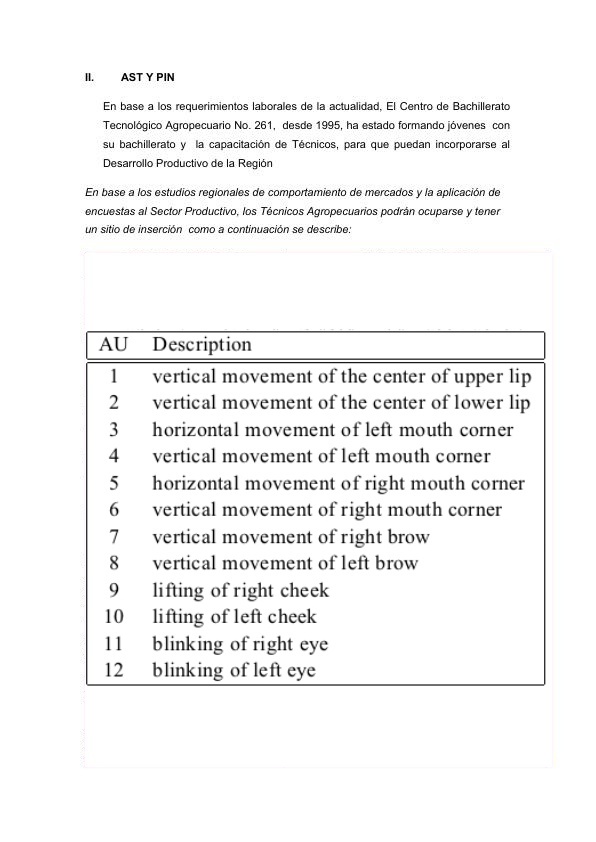 II. AST Y PIN
En base a los requerimientos laborales de la actualidad, El Centro de Bachillerato
Tecnológico Agropecuario No. 261, desde 1995, ha estado formando jóvenes con
su bachillerato y la capacitación de Técnicos, para que puedan incorporarse al
Desarrollo Productivo de la Región
En base a los estudios regionales de comportamiento de mercados y la aplicación de
encuestas al Sector Productivo, los Técnicos Agropecuarios podrán ocuparse y tener
un sitio de inserción como a continuación se describe:
AU Description
1 vertical movement of the center of upper lip
2 vertical movement of the center of lower lip
3 horizontal movement of left mouth corner
4 vertical movement of left mouth corner
5 horizontal movement of right mouth corner
6 vertical movement of right mouth corner
7 vertical movement of right brow
8 vertical movement of left brow
9 lifting of right cheek
10 lifting of left cheek
11 blinking of right eye
12 blinking of left eye